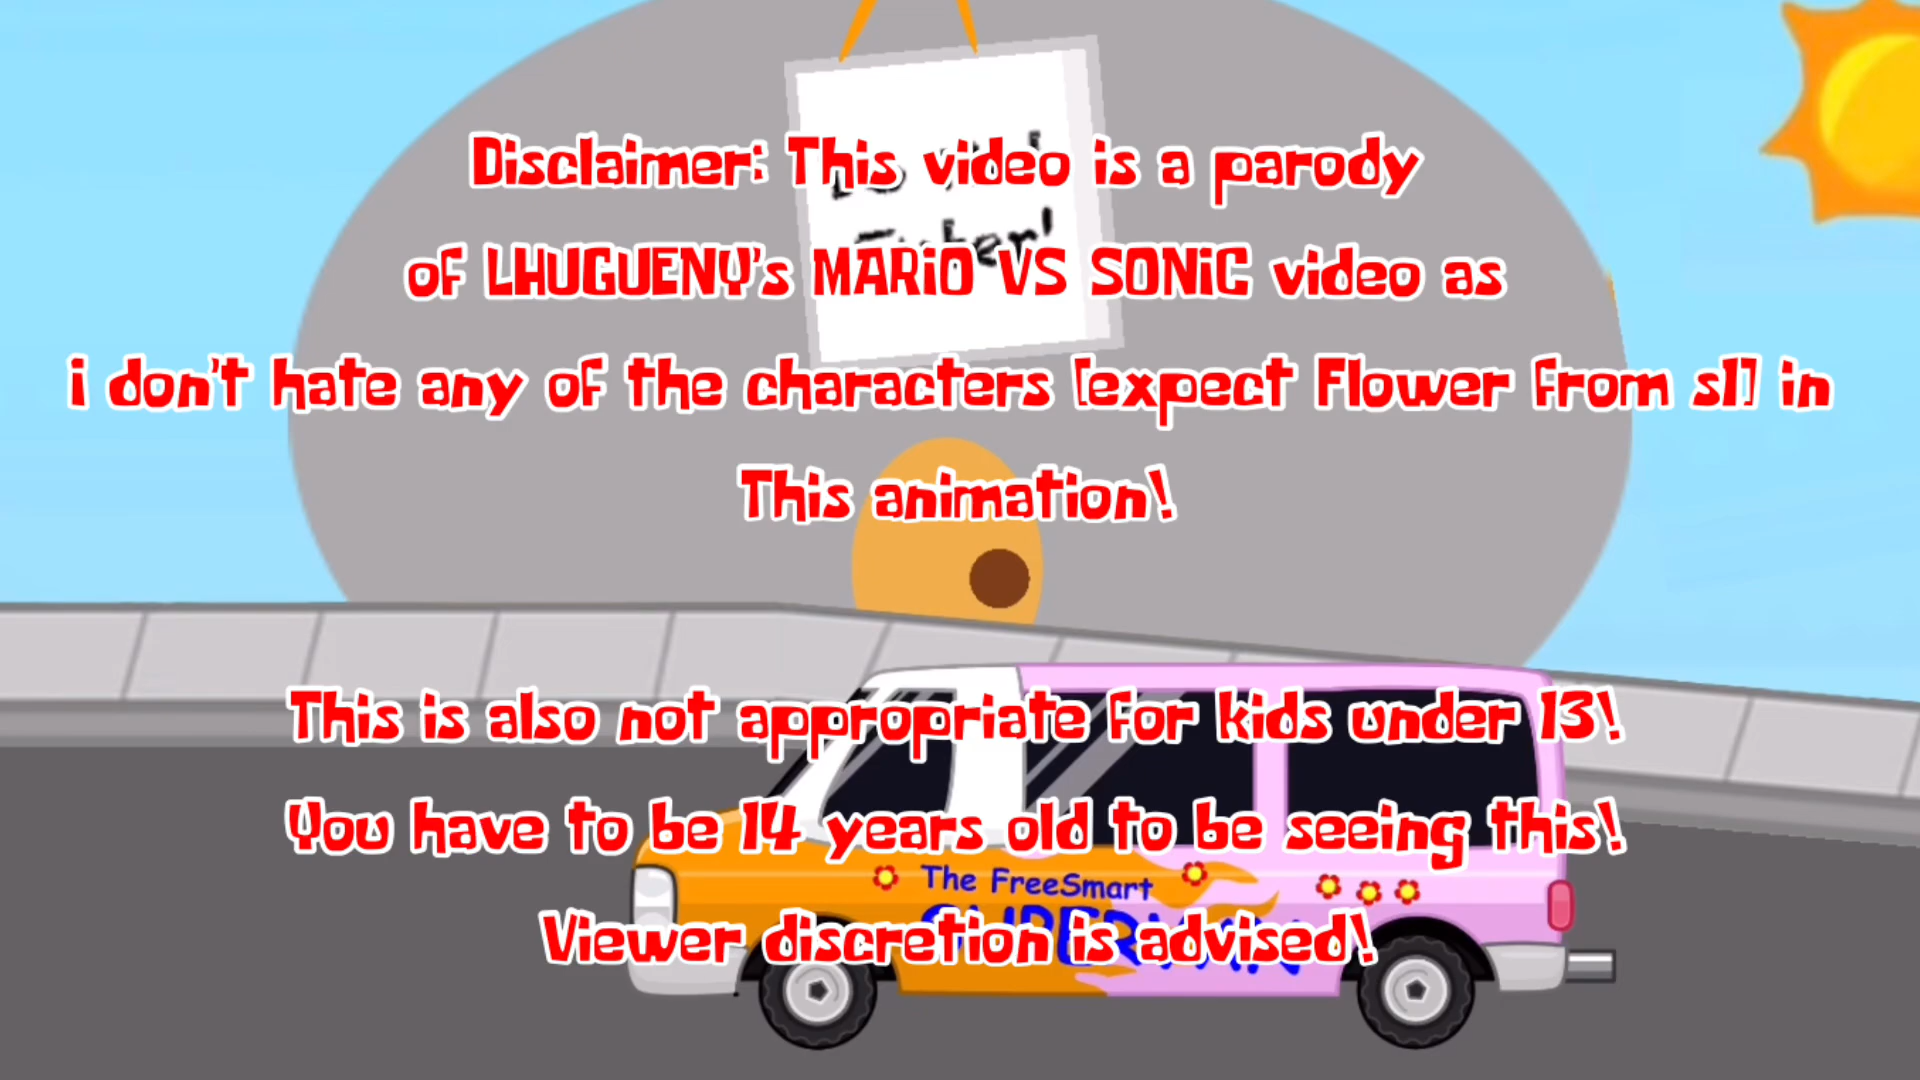 Disclaimer: This video is a parody
of LHUGUENY's MARiO VS SONiC video as
i don't hate any of the characters [expect Flower from s1] in
This animation!
This is also not appropriate for kids under 13!
You have to be 14 years old to be seeing this!
The FreeSmart
SUPERVAN
Viewer discretion is advised!